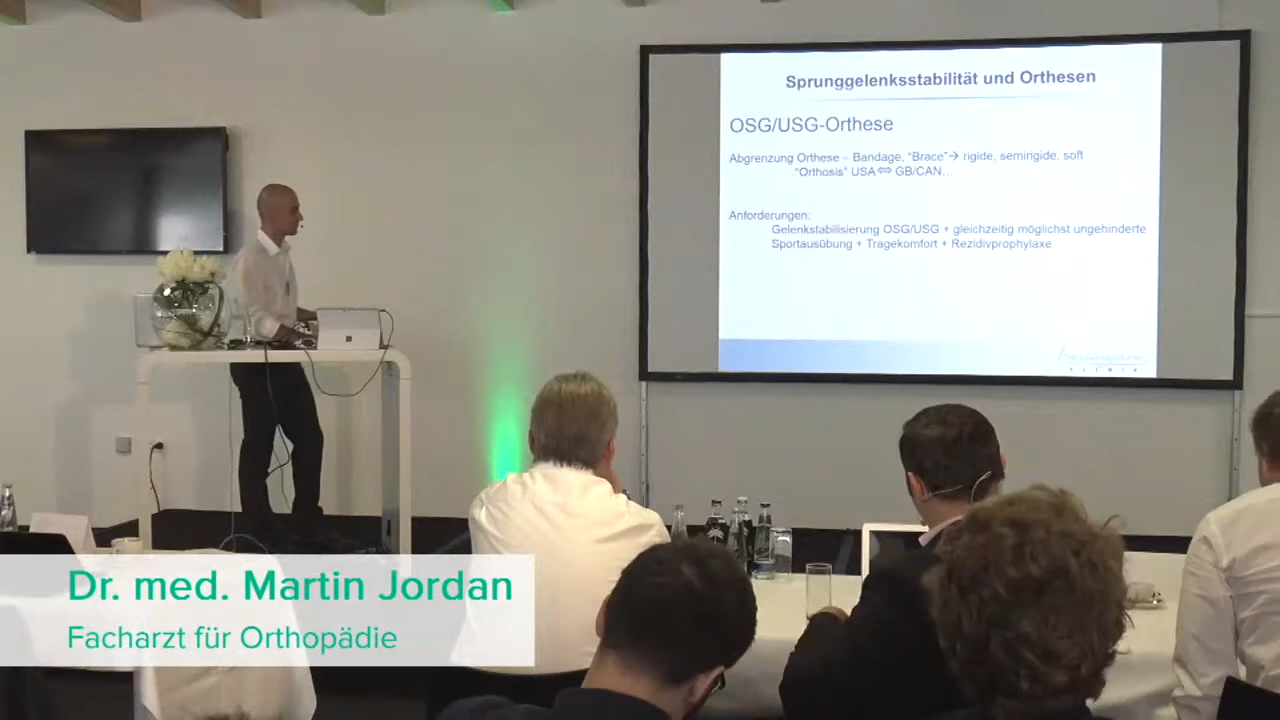 Sprunggelenksstabilität und Orthesen
OSG/USG-Orthese
Abgrenzung Orthese – Bandage, “Brace”→ rigide, semirigide, soft
“Orthosis” USA⇔ GB/CAN…
Anforderungen:
Gelenkstabilisierung OSG/USG + gleichzeitig möglichst ungehinderte
Sportausübung + Tragekomfort + Rezidivprophylaxe
KLINIK
Dr. med. Martin Jordan
Facharzt für Orthopädie